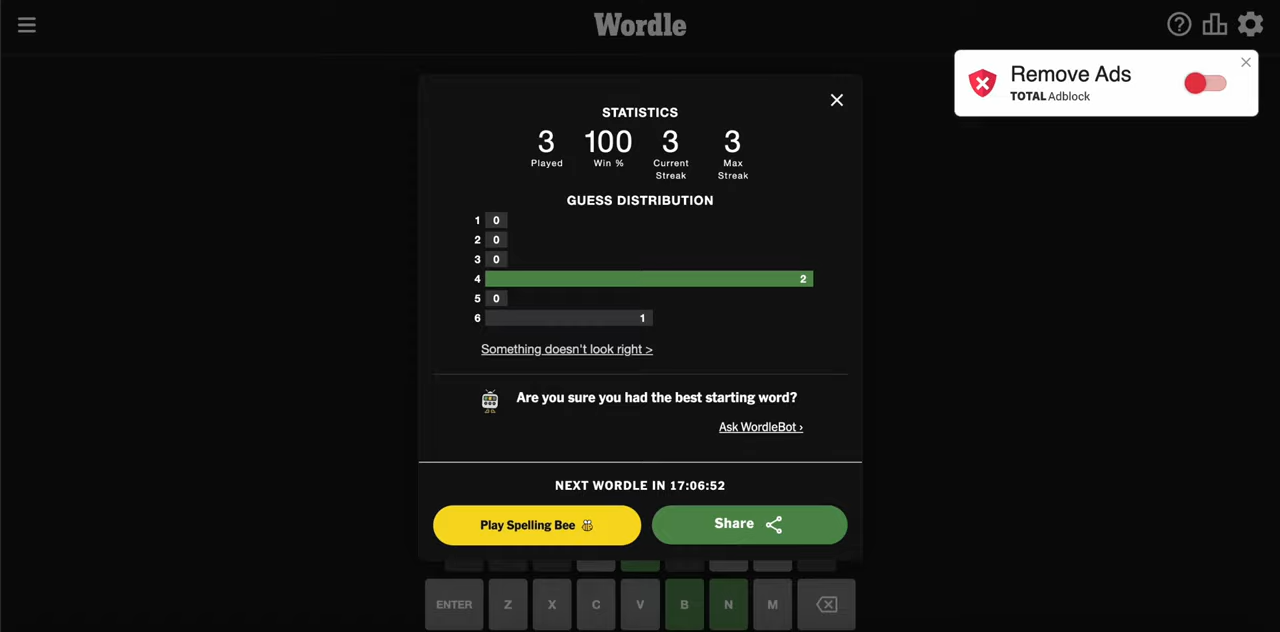 Wordle
Remove Ads
TOTAL Adblock
STATISTICS
3 100 3 3
Played Win % Current Streak Max Streak
GUESS DISTRIBUTION
1 0
2 0
3 0
4 2
5 0
6 1
Something doesn't look right >
Are you sure you had the best starting word?
Ask WordleBot ›
NEXT WORDLE IN 17:06:52
Play Spelling Bee
Share
ENTER Z X C V B N M